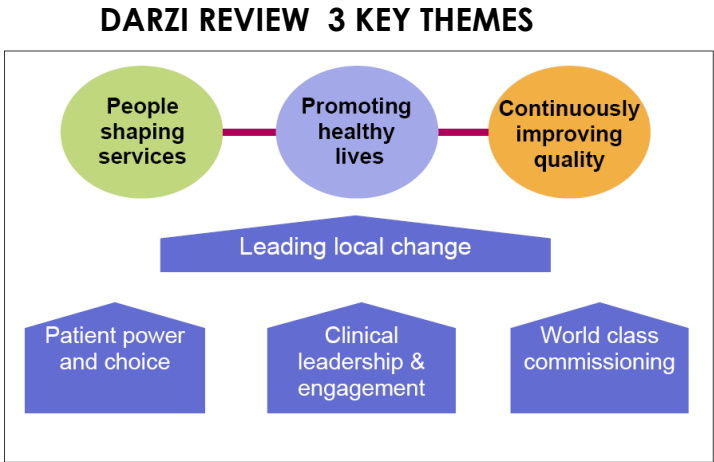 DARZI REVIEW 3 KEY THEMES
People
shaping
services
Promoting
healthy
lives
Continuously
improving
quality
Leading local change
Patient power
and choice
Clinical
leadership &
engagement
World class
commissioning